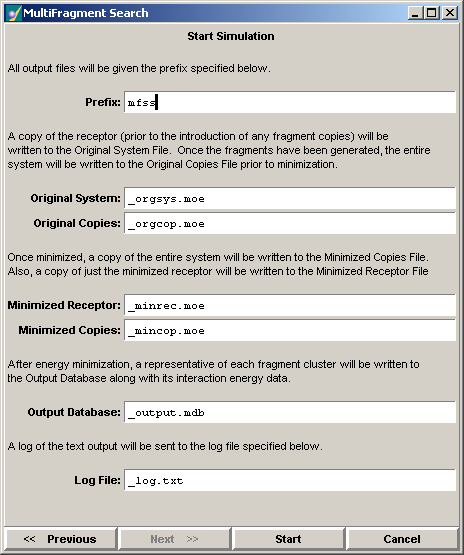 MultiFragment Search
Start Simulation
All output files will be given the prefix specified below.
Prefix: mfss
A copy of the receptor (prior to the introduction of any fragment copies) will be
written to the Original System File.  Once the fragments have been generated, the entire
system will be written to the Original Copies File prior to minimization.
Original System: _orgsys.moe
Original Copies: _orgcop.moe
Once minimized, a copy of the entire system will be written to the Minimized Copies File.
Also, a copy of just the minimized receptor will be written to the Minimized Receptor File
Minimized Receptor: _minrec.moe
Minimized Copies: _mincop.moe
After energy minimization, a representative of each fragment cluster will be written to
the Output Database along with its interaction energy data.
Output Database: _output.mdb
A log of the text output will be sent to the log file specified below.
Log File: _log.txt
<< Previous Next >> Start Cancel